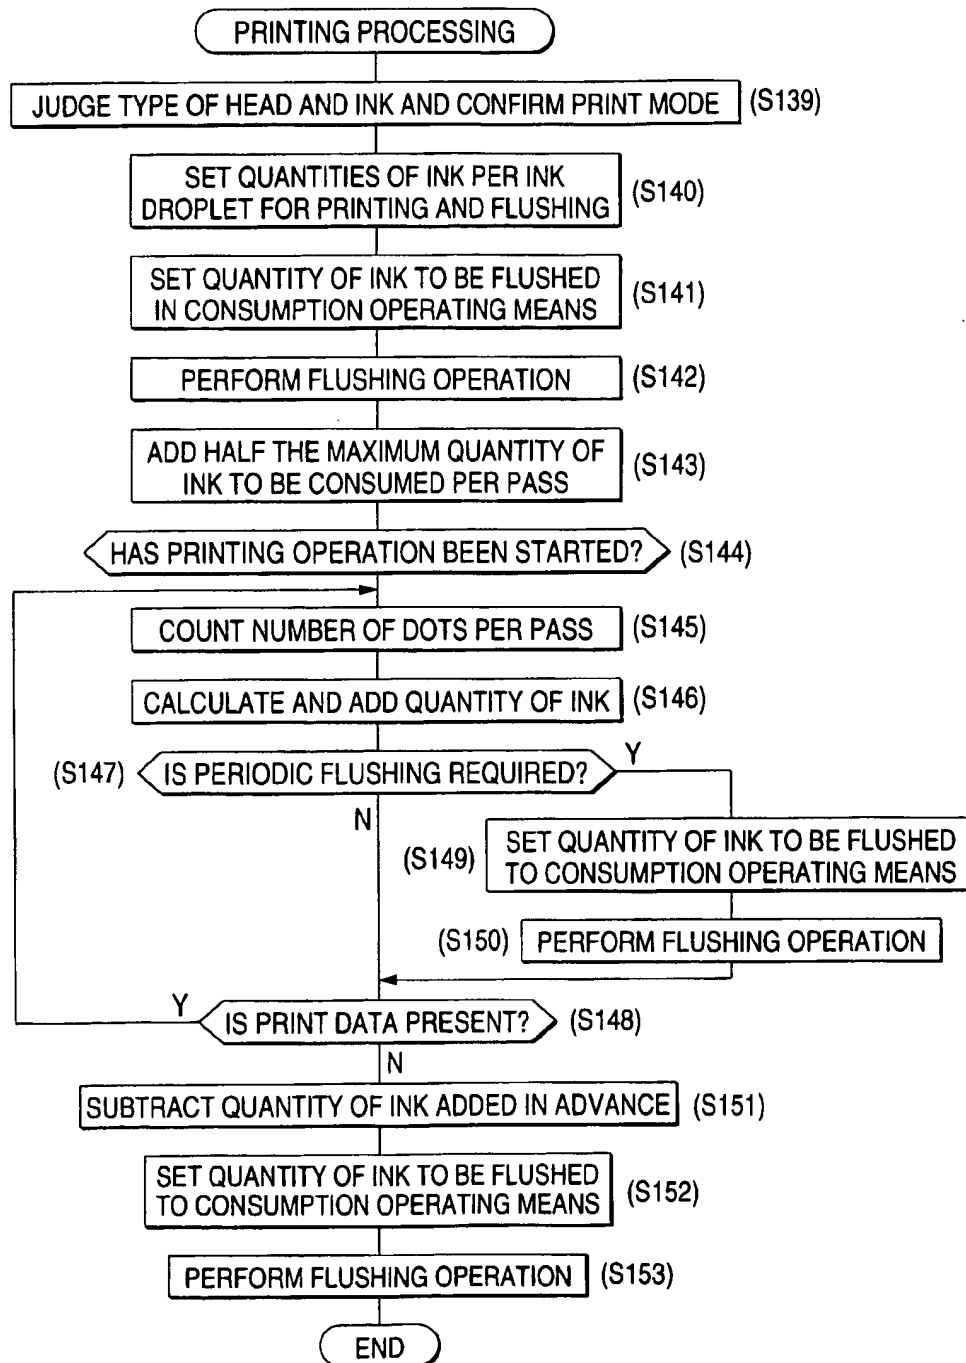 PRINTING PROCESSING
JUDGE TYPE OF HEAD AND INK AND CONFIRM PRINT MODE (S139)
SET QUANTITIES OF INK PER INK
DROPLET FOR PRINTING AND FLUSHING
(S140)
SET QUANTITY OF INK TO BE FLUSHED
IN CONSUMPTION OPERATING MEANS
(S141)
PERFORM FLUSHING OPERATION (S142)
ADD HALF THE MAXIMUM QUANTITY OF
INK TO BE CONSUMED PER PASS
(S143)
HAS PRINTING OPERATION BEEN STARTED? (S144)
COUNT NUMBER OF DOTS PER PASS (S145)
CALCULATE AND ADD QUANTITY OF INK (S146)
(S147) IS PERIODIC FLUSHING REQUIRED? Y
N
(S149)
SET QUANTITY OF INK TO BE FLUSHED
TO CONSUMPTION OPERATING MEANS
(S150) PERFORM FLUSHING OPERATION
Y IS PRINT DATA PRESENT? (S148)
N
SUBTRACT QUANTITY OF INK ADDED IN ADVANCE (S151)
SET QUANTITY OF INK TO BE FLUSHED
TO CONSUMPTION OPERATING MEANS
(S152)
PERFORM FLUSHING OPERATION (S153)
END